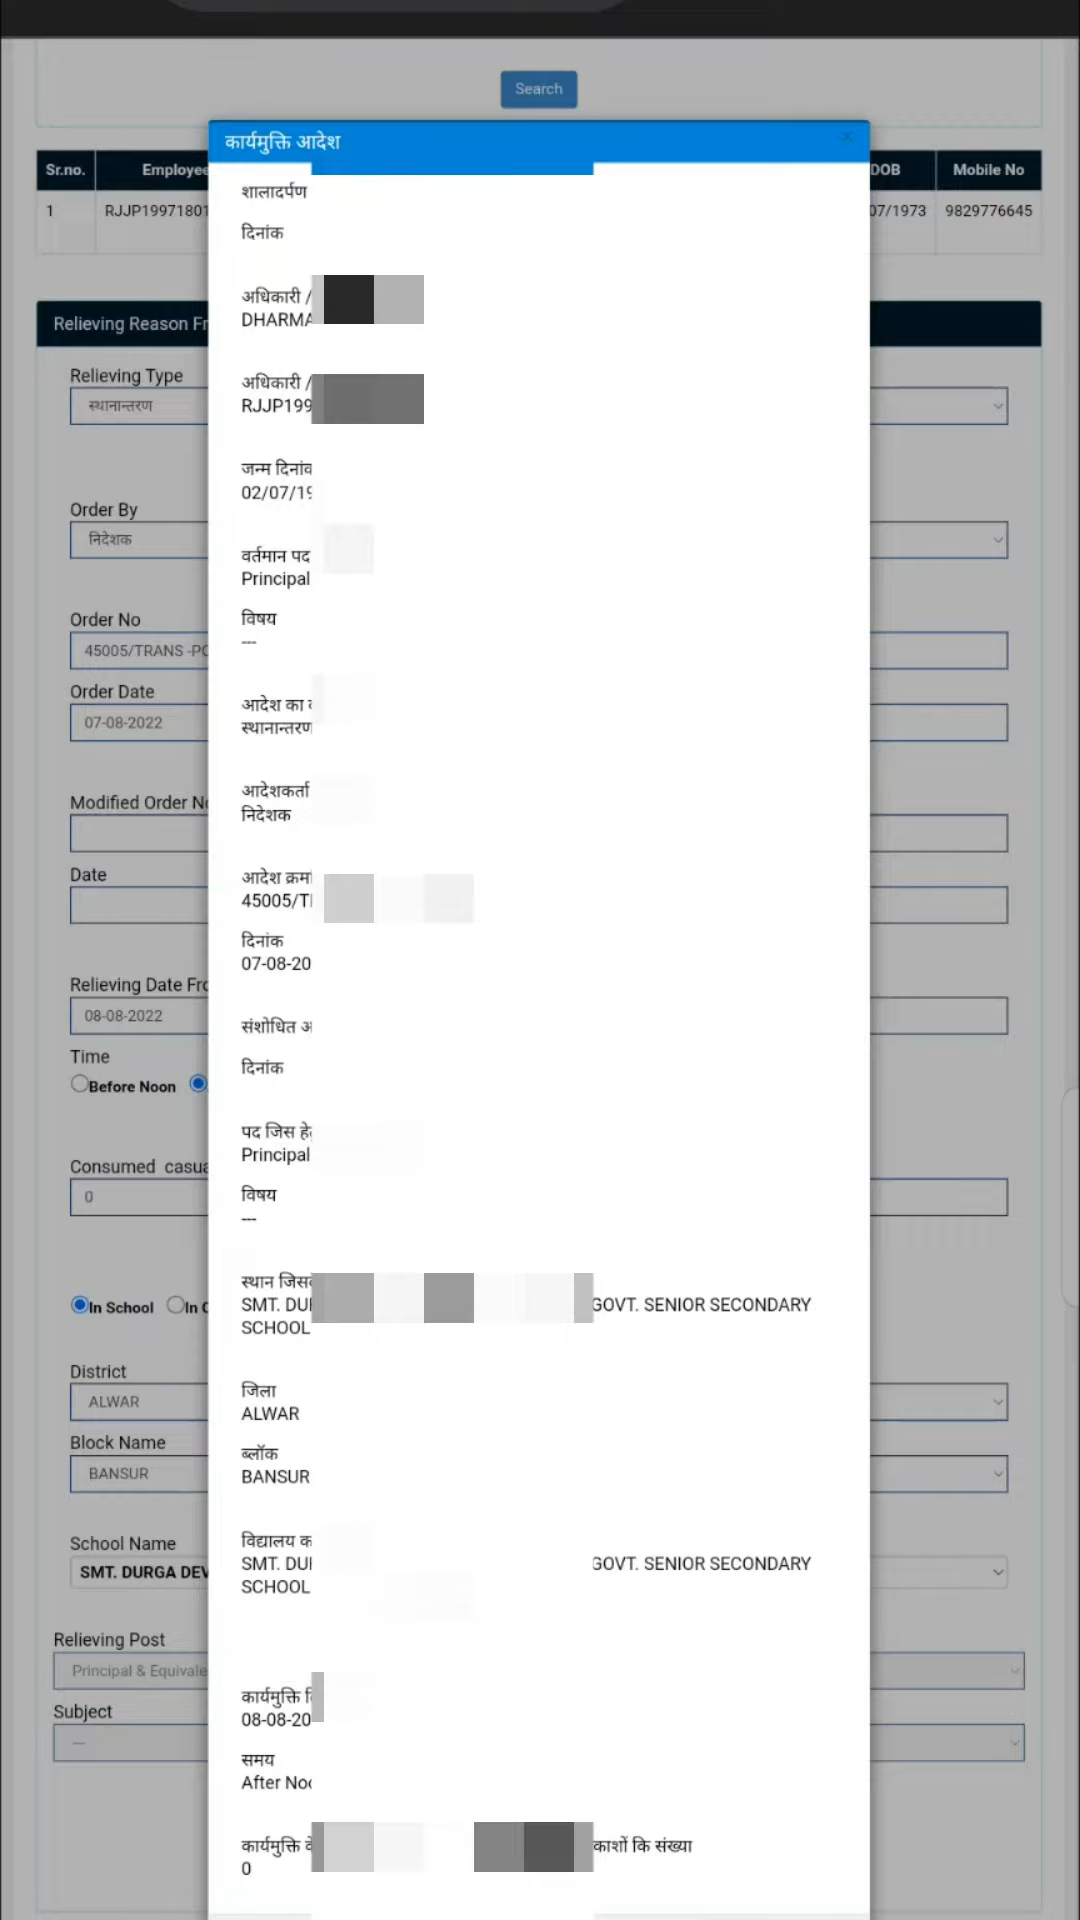 Search
कार्यमुक्ति आदेश
Sr.no. Employee DOB Mobile No
1 RJJP19971801 07/1973 9829776645
शालादर्पण
दिनांक
अधिकारी /
DHARMA
अधिकारी /
RJJP199
जन्म दिनांक
02/07/19
वर्तमान पद
Principal
विषय
---
आदेश का
स्थानान्तरण
आदेशकर्ता
निदेशक
आदेश क्रमां
45005/T
दिनांक
07-08-20
संशोधित अ
दिनांक
पद जिस हे
Principal
विषय
---
स्थान जिस
SMT. DU GOVT. SENIOR SECONDARY
SCHOOL
जिला
ALWAR
ब्लॉक
BANSUR
विद्यालय क
SMT. DU GOVT. SENIOR SECONDARY
SCHOOL
कार्यमुक्ति
08-08-20
समय
After Noo
कार्यमुक्ति काशों कि संख्या
0
Relieving Reason Fr
Relieving Type
स्थानान्तरण
Order By
निदेशक
Order No
45005/TRANS -PC
Order Date
07-08-2022
Modified Order No
Date
Relieving Date Fro
08-08-2022
Time
Before Noon
Consumed casua
0
In School In
District
ALWAR
Block Name
BANSUR
School Name
SMT. DURGA DEV
Relieving Post
Principal & Equivale
Subject
---